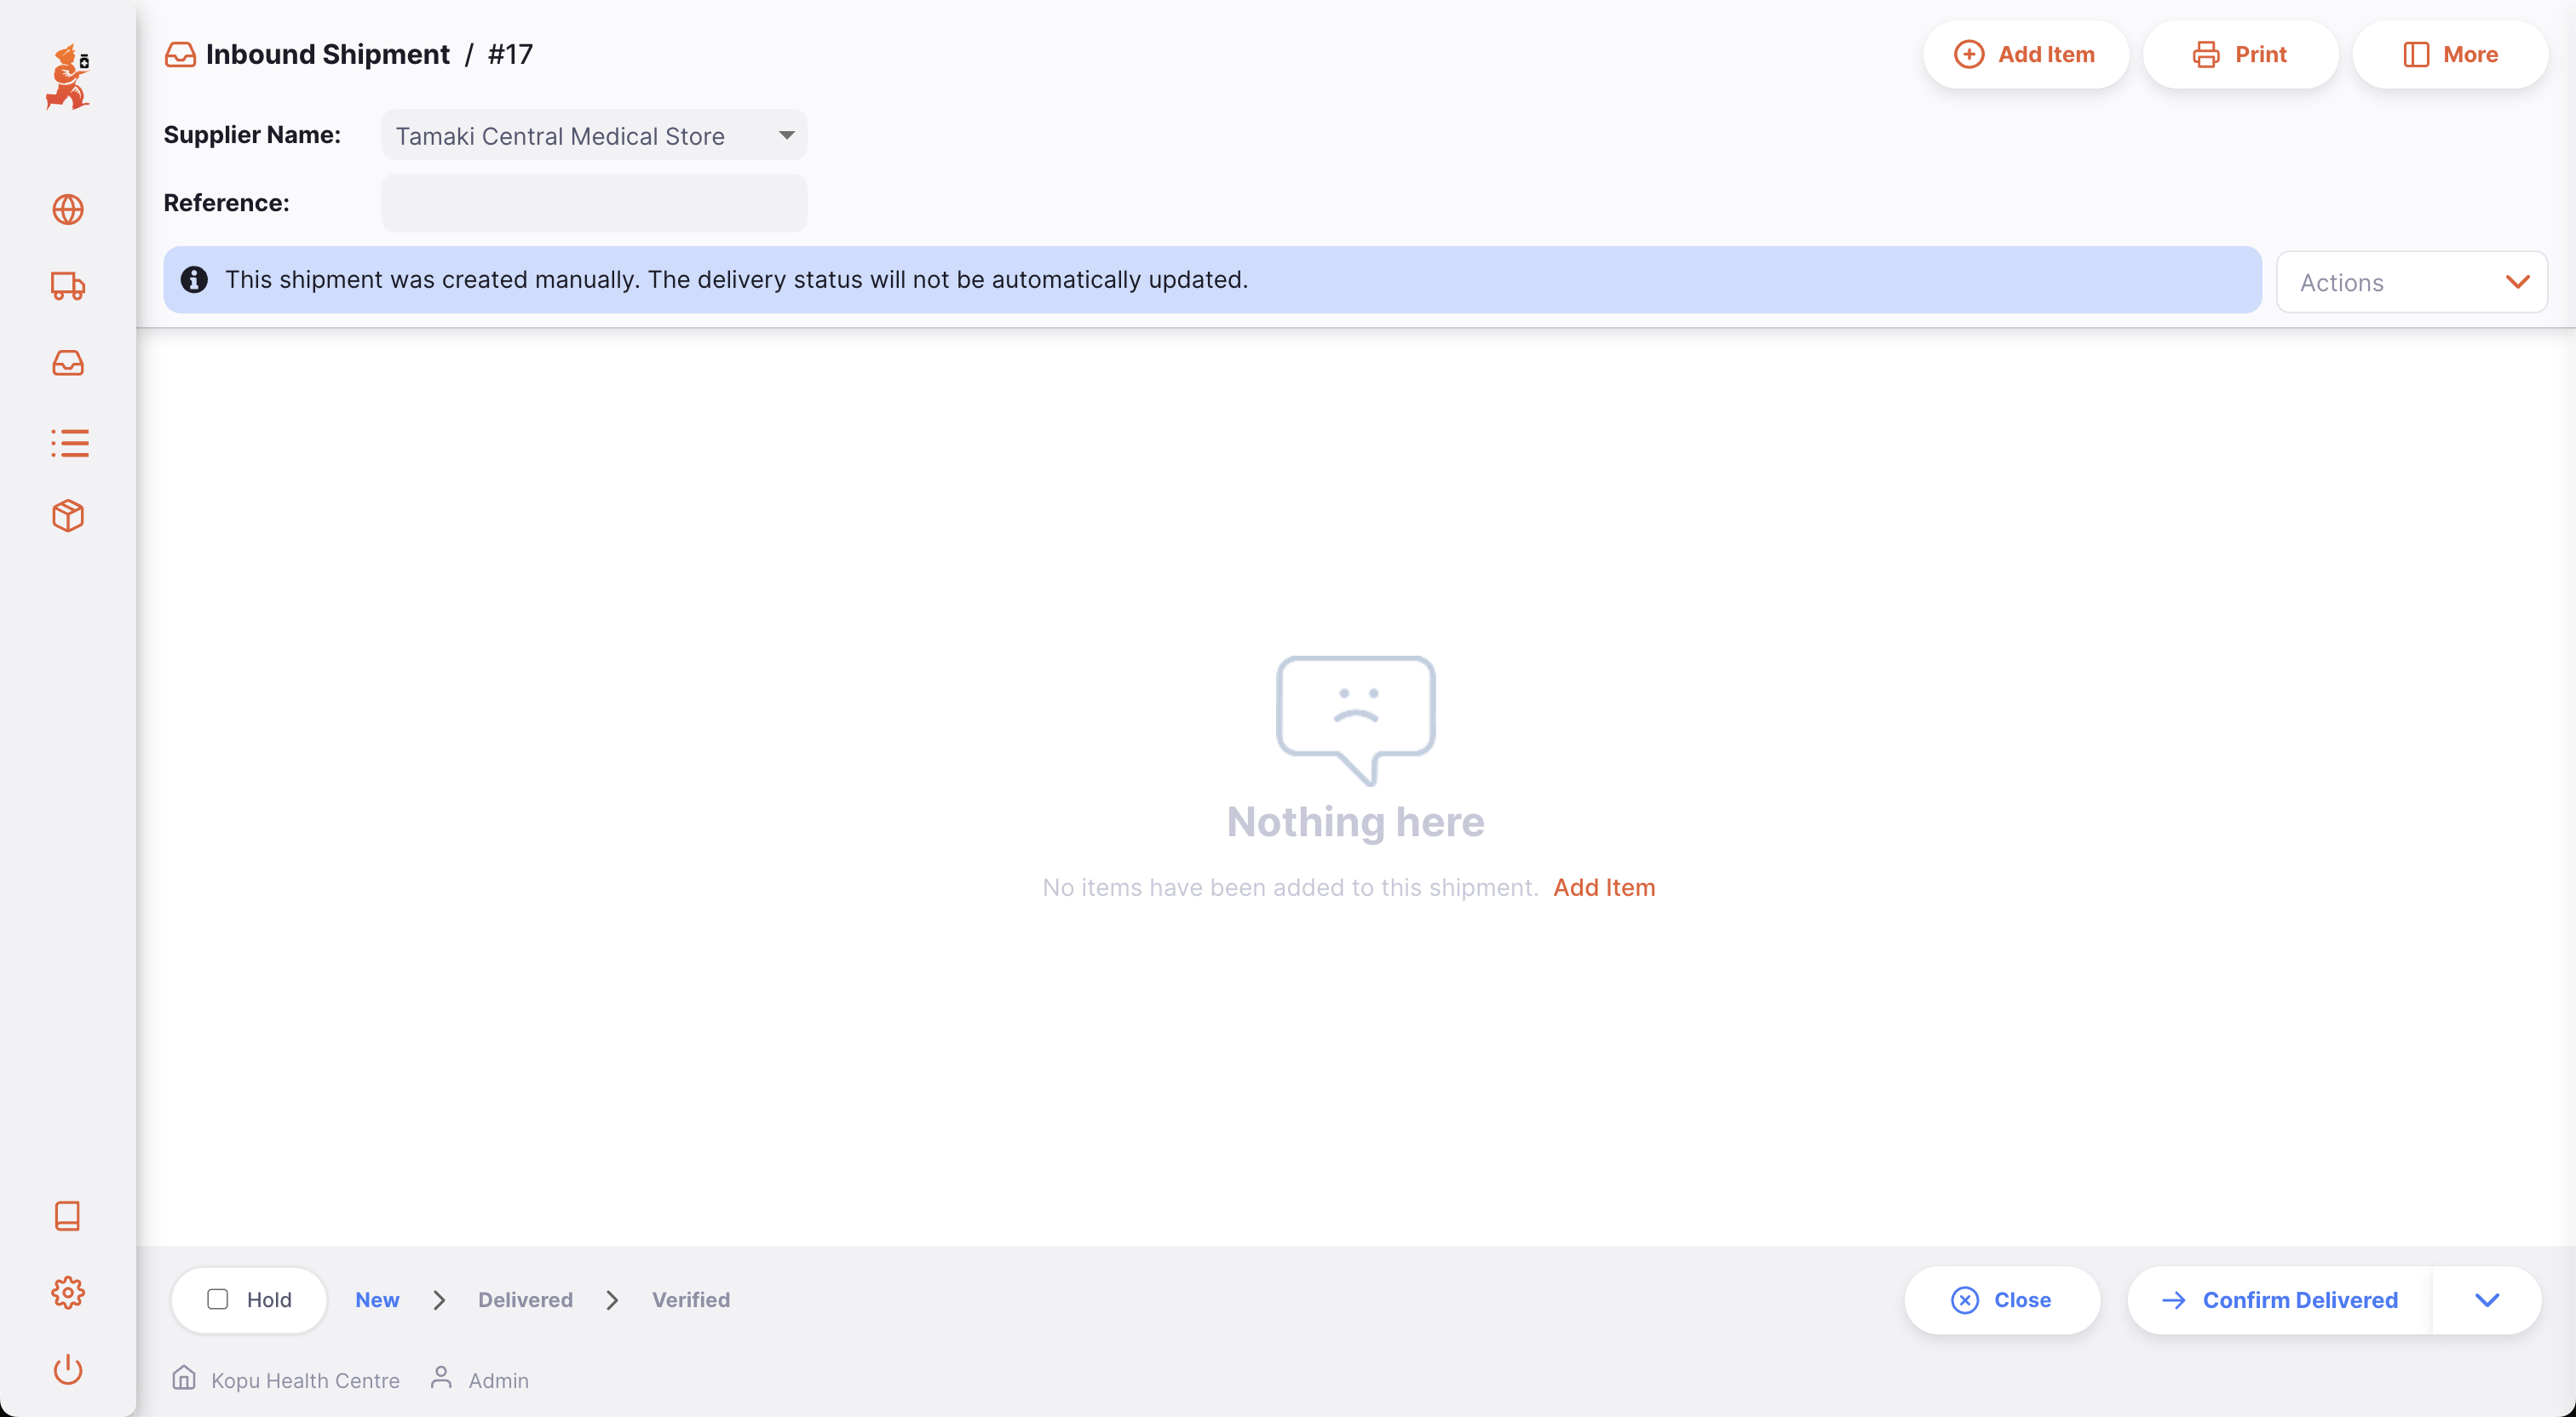 Inbound Shipment / #17
Add Item
Print
More
Supplier Name:
Tamaki Central Medical Store
Reference:
This shipment was created manually. The delivery status will not be automatically updated.
Actions
Nothing here
No items have been added to this shipment. Add Item
Hold
New > Delivered > Verified
Close
Confirm Delivered
Kopu Health Centre
Admin